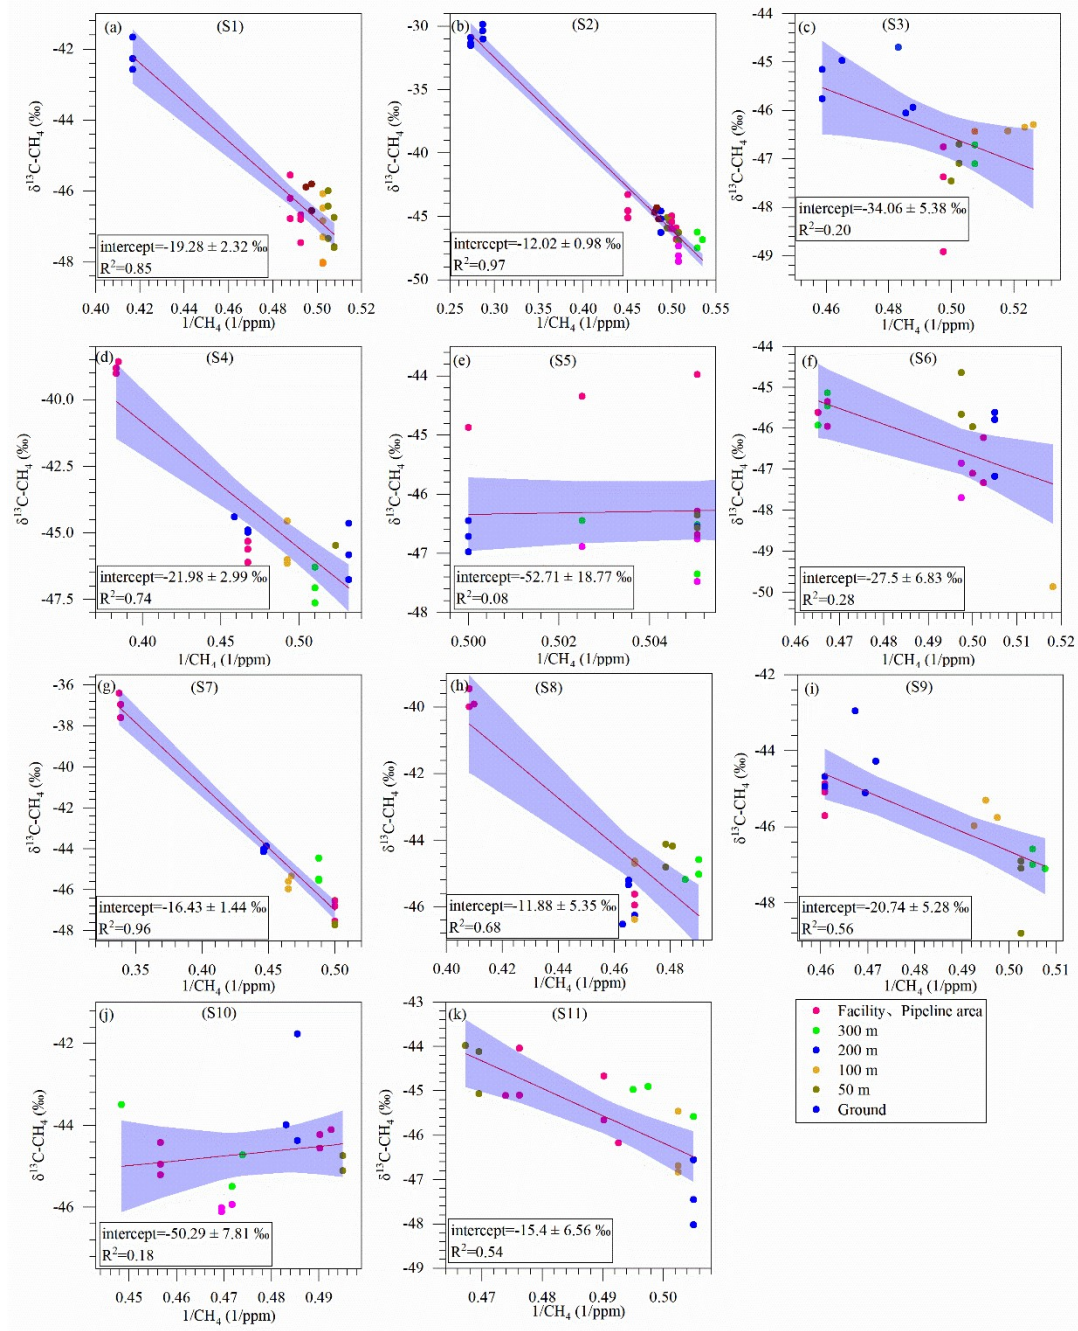 (a)
(S1)
-42
-44
-46
-48
δ¹³C-CH₄ (‰)
intercept=-19.28 ± 2.32 ‰
R²=0.85
0.40 0.42 0.44 0.46 0.48 0.50 0.52
1/CH₄ (1/ppm)
(b)
(S2)
-30
-35
-40
-45
-50
δ¹³C-CH₄ (‰)
intercept=-12.02 ± 0.98 ‰
R²=0.97
0.25 0.30 0.35 0.40 0.45 0.50 0.55
1/CH₄ (1/ppm)
(c)
(S3)
-44
-45
-46
-47
-48
-49
δ¹³C-CH₄ (‰)
intercept=-34.06 ± 5.38 ‰
R²=0.20
0.46 0.48 0.50 0.52
1/CH₄ (1/ppm)
(d)
(S4)
-40.0
-42.5
-45.0
-47.5
δ¹³C-CH₄ (‰)
intercept=-21.98 ± 2.99 ‰
R²=0.74
0.40 0.50
1/CH₄ (1/ppm)
(e)
(S5)
-44
-45
-46
-47
-48
δ¹³C-CH₄ (‰)
intercept=-52.71 ± 18.77 ‰
R²=0.08
0.500 0.502 0.504
1/CH₄ (1/ppm)
(f)
(S6)
-44
-45
-46
-47
-48
-49
-50
δ¹³C-CH₄ (‰)
intercept=-27.5 ± 6.83 ‰
R²=0.28
0.46 0.47 0.48 0.49 0.50 0.51 0.52
1/CH₄ (1/ppm)
(g)
(S7)
-36
-38
-40
-42
-44
-46
-48
δ¹³C-CH₄ (‰)
intercept=-16.43 ± 1.44 ‰
R²=0.96
0.35 0.40 0.45 0.50
1/CH₄ (1/ppm)
(h)
(S8)
-40
-42
-44
-46
δ¹³C-CH₄ (‰)
intercept=-11.88 ± 5.35 ‰
R²=0.68
0.40 0.42 0.44 0.46 0.48
1/CH₄ (1/ppm)
(i)
(S9)
-42
-44
-46
-48
δ¹³C-CH₄ (‰)
intercept=-20.74 ± 5.28 ‰
R²=0.56
0.46 0.47 0.48 0.49 0.50 0.51
1/CH₄ (1/ppm)
(j)
(S10)
-42
-44
-46
δ¹³C-CH₄ (‰)
intercept=-50.29 ± 7.81 ‰
R²=0.18
0.45 0.46 0.47 0.48 0.49
1/CH₄ (1/ppm)
(k)
(S11)
-43
-44
-45
-46
-47
-48
-49
δ¹³C-CH₄ (‰)
intercept=-15.4 ± 6.56 ‰
R²=0.54
0.47 0.48 0.49 0.50
1/CH₄ (1/ppm)
Facility、Pipeline area
300 m
200 m
100 m
50 m
Ground